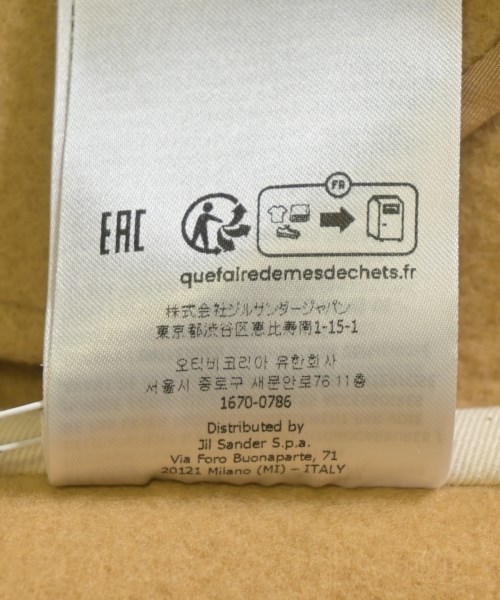 FR
EAC
quefairedemesdechets.fr
株式会社ジルサンダージャパン
東京都渋谷区恵比寿南1-15-1
오티비코리아 유한회사
서울시 종로구 새문안로76 11층
1670-0786
Distributed by
Jil Sander S.p.a.
Via Foro Buonaparte, 71
20121 Milano (MI) – ITALY